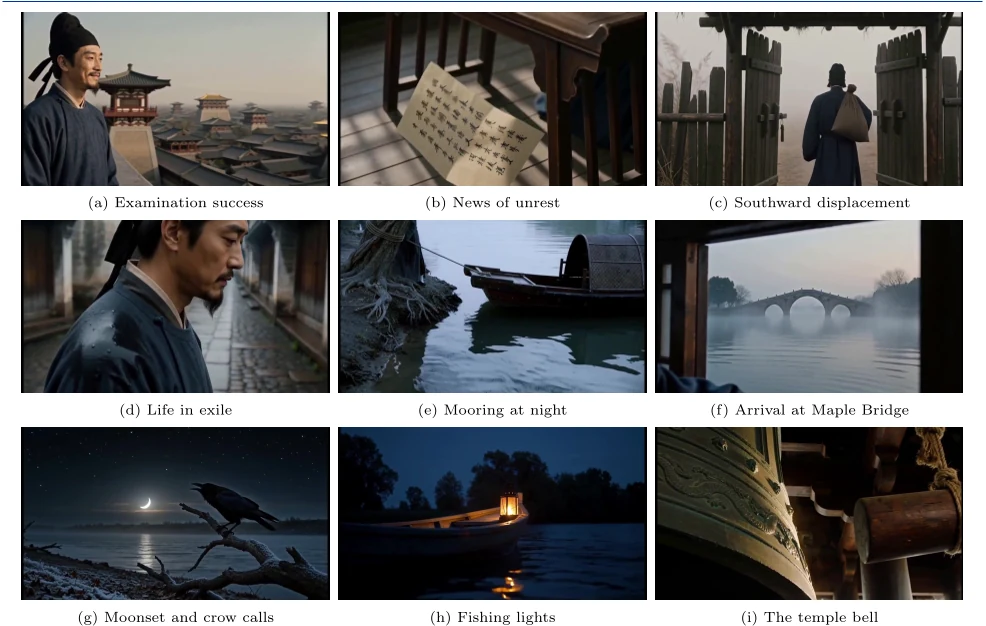 (a) Examination success
(b) News of unrest
(c) Southward displacement
(d) Life in exile
(e) Mooring at night
(f) Arrival at Maple Bridge
(g) Moonset and crow calls
(h) Fishing lights
(i) The temple bell